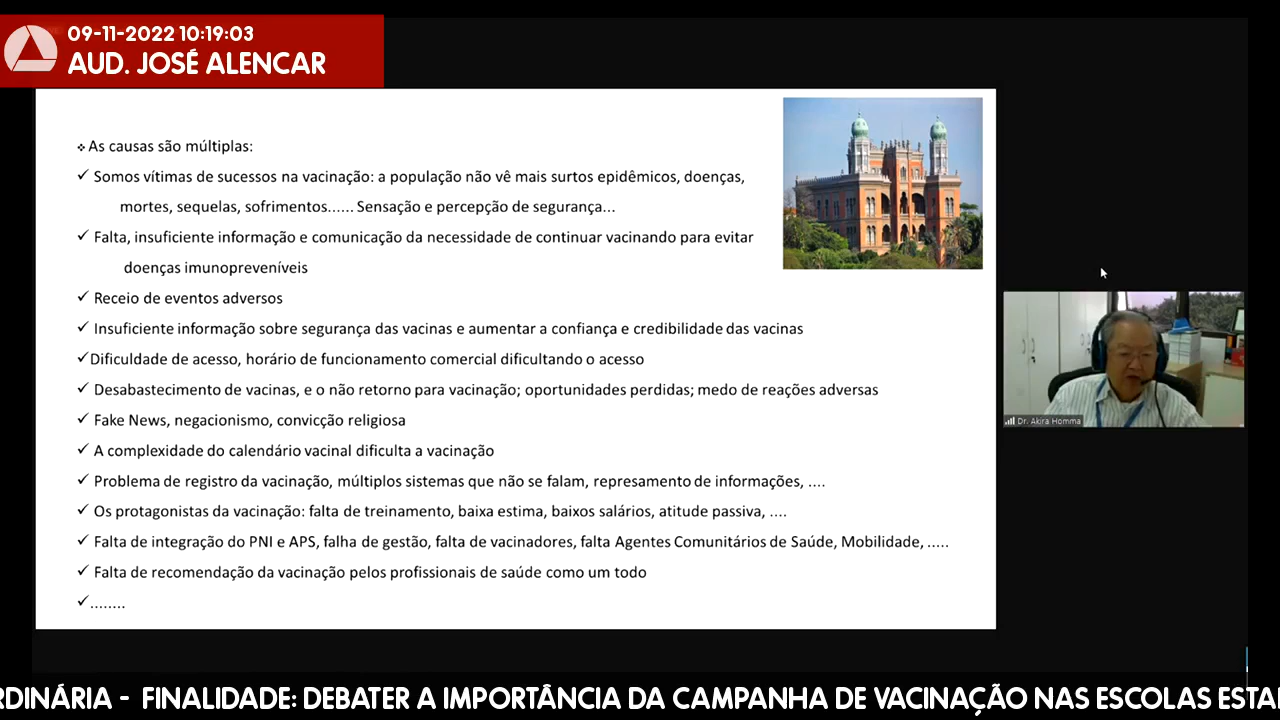 09-11-2022 10:19:03
AUD. JOSÉ ALENCAR
As causas são múltiplas:
Somos vítimas de sucessos na vacinação: a população não vê mais surtos epidêmicos, doenças,
mortes, sequelas, sofrimentos...... Sensação e percepção de segurança...
Falta, insuficiente informação e comunicação da necessidade de continuar vacinando para evitar
doenças imunopreveníveis
Receio de eventos adversos
Insuficiente informação sobre segurança das vacinas e aumentar a confiança e credibilidade das vacinas
Dificuldade de acesso, horário de funcionamento comercial dificultando o acesso
Desabastecimento de vacinas, e o não retorno para vacinação; oportunidades perdidas; medo de reações adversas
Fake News, negacionismo, convicção religiosa
A complexidade do calendário vacinal dificulta a vacinação
Problema de registro da vacinação, múltiplos sistemas que não se falam, represamento de informações, ....
Os protagonistas da vacinação: falta de treinamento, baixa estima, baixos salários, atitude passiva, ....
Falta de integração do PNI e APS, falha de gestão, falta de vacinadores, falta Agentes Comunitários de Saúde, Mobilidade, .....
Falta de recomendação da vacinação pelos profissionais de saúde como um todo
........
Dr. Akira Homma
RDINÁRIA - FINALIDADE: DEBATER A IMPORTÂNCIA DA CAMPANHA DE VACINAÇÃO NAS ESCOLAS ESTA